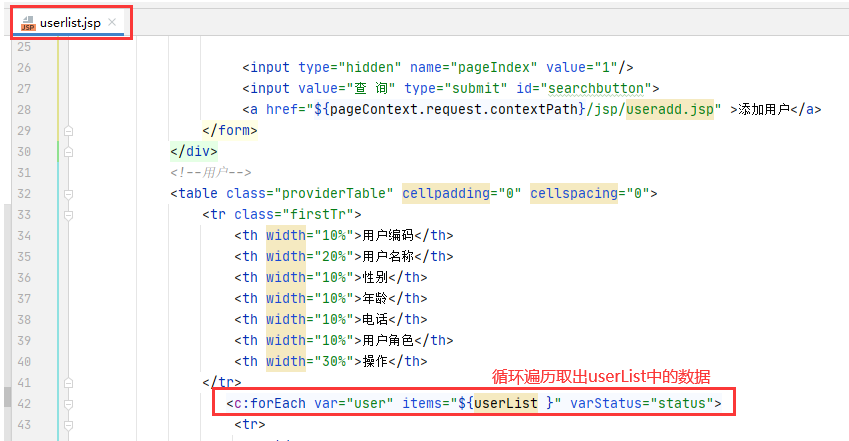 userlist.jsp
25
26 <input type="hidden" name="pageIndex" value="1"/>
27 <input value="查 询" type="submit" id="searchbutton">
28 <a href="${pageContext.request.contextPath}/jsp/useradd.jsp" >添加用户</a>
29 </form>
30 </div>
31 <!--用户-->
32 <table class="providerTable" cellpadding="0" cellspacing="0">
33 <tr class="firstTr">
34 <th width="10%">用户编码</th>
35 <th width="20%">用户名称</th>
36 <th width="10%">性别</th>
37 <th width="10%">年龄</th>
38 <th width="10%">电话</th>
39 <th width="10%">用户角色</th>
40 <th width="30%">操作</th>
41 </tr>
循环遍历取出userList中的数据
42 <c:forEach var="user" items="${userList }" varStatus="status">
43 <tr>